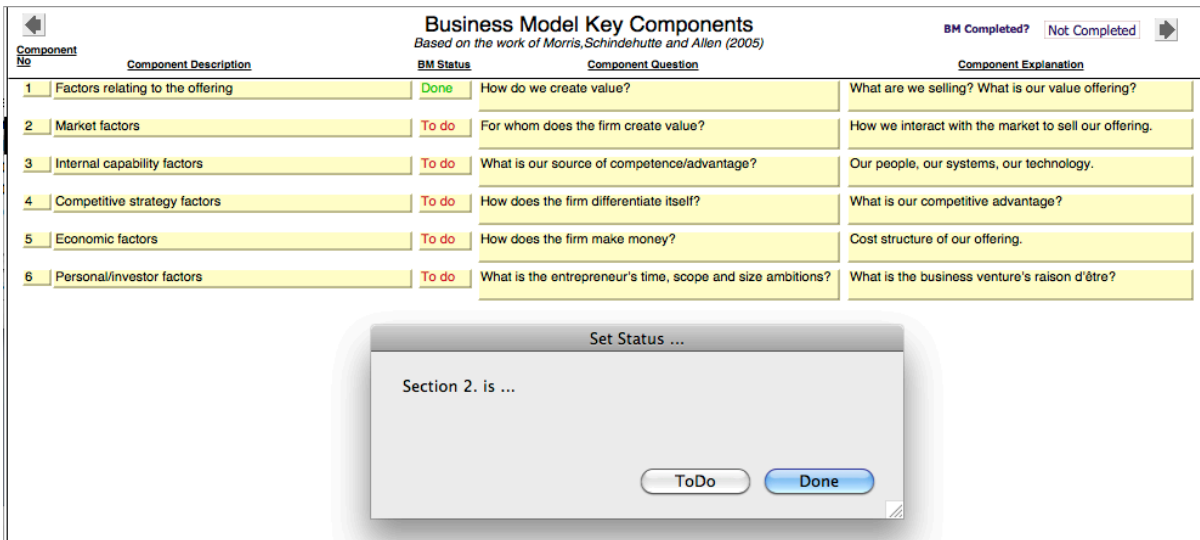 Business Model Key Components
Based on the work of Morris,Schindehutte and Allen (2005)
BM Completed? Not Completed
Component
No Component Description BM Status Component Question Component Explanation
1 Factors relating to the offering Done How do we create value? What are we selling? What is our value offering?
2 Market factors To do For whom does the firm create value? How we interact with the market to sell our offering.
3 Internal capability factors To do What is our source of competence/advantage? Our people, our systems, our technology.
4 Competitive strategy factors To do How does the firm differentiate itself? What is our competitive advantage?
5 Economic factors To do How does the firm make money? Cost structure of our offering.
6 Personal/investor factors To do What is the entrepreneur's time, scope and size ambitions? What is the business venture's raison d'être?
Set Status ...
Section 2. is ...
ToDo Done